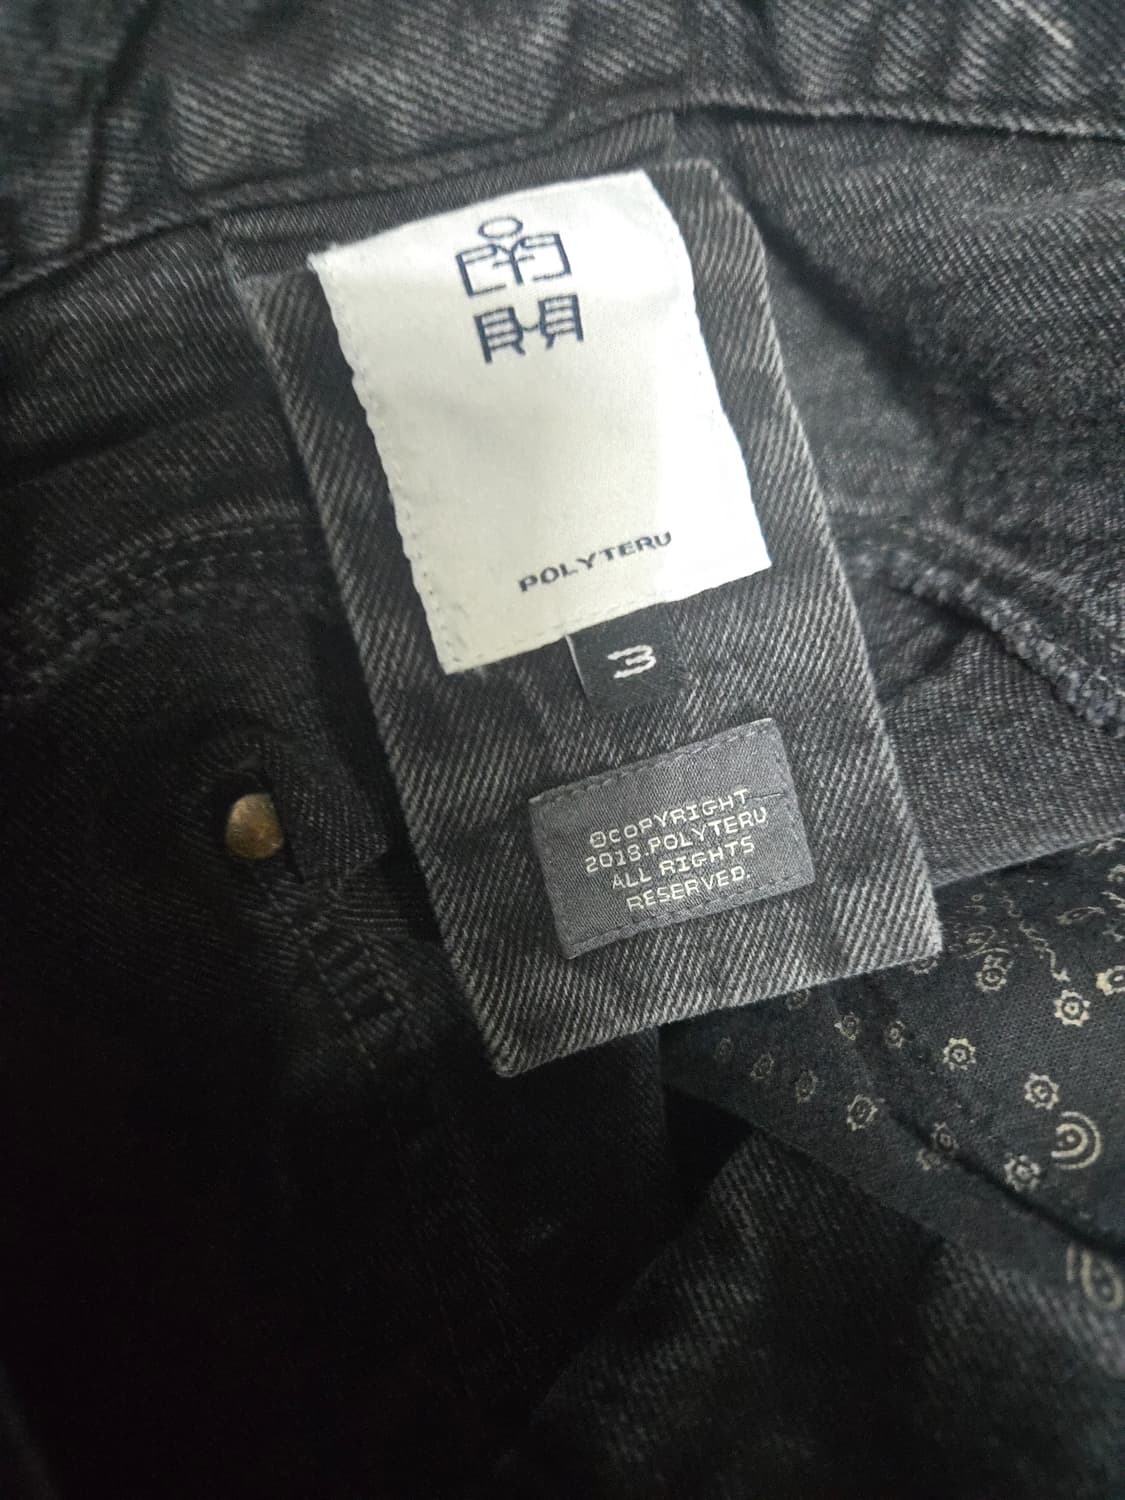 POLYTERU
3
©COPYRIGHT
2018.POLYTERU
ALL RIGHTS
RESERVED.